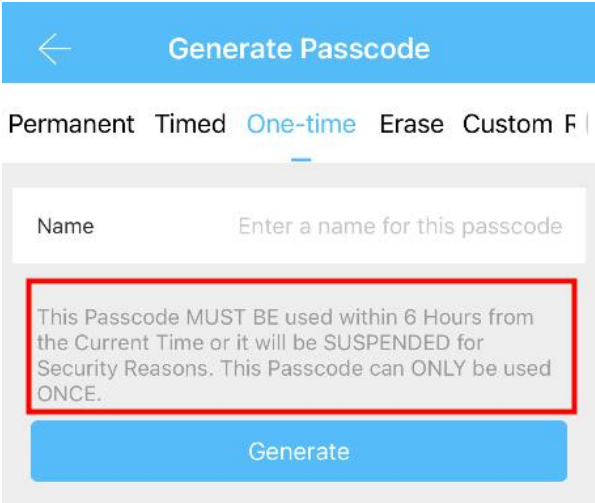 Generate Passcode
Permanent Timed One-time Erase Custom
Name Enter a name for this passcode
This Passcode MUST BE used within 6 Hours from
the Current Time or it will be SUSPENDED for
Security Reasons. This Passcode can ONLY be used
ONCE.
Generate